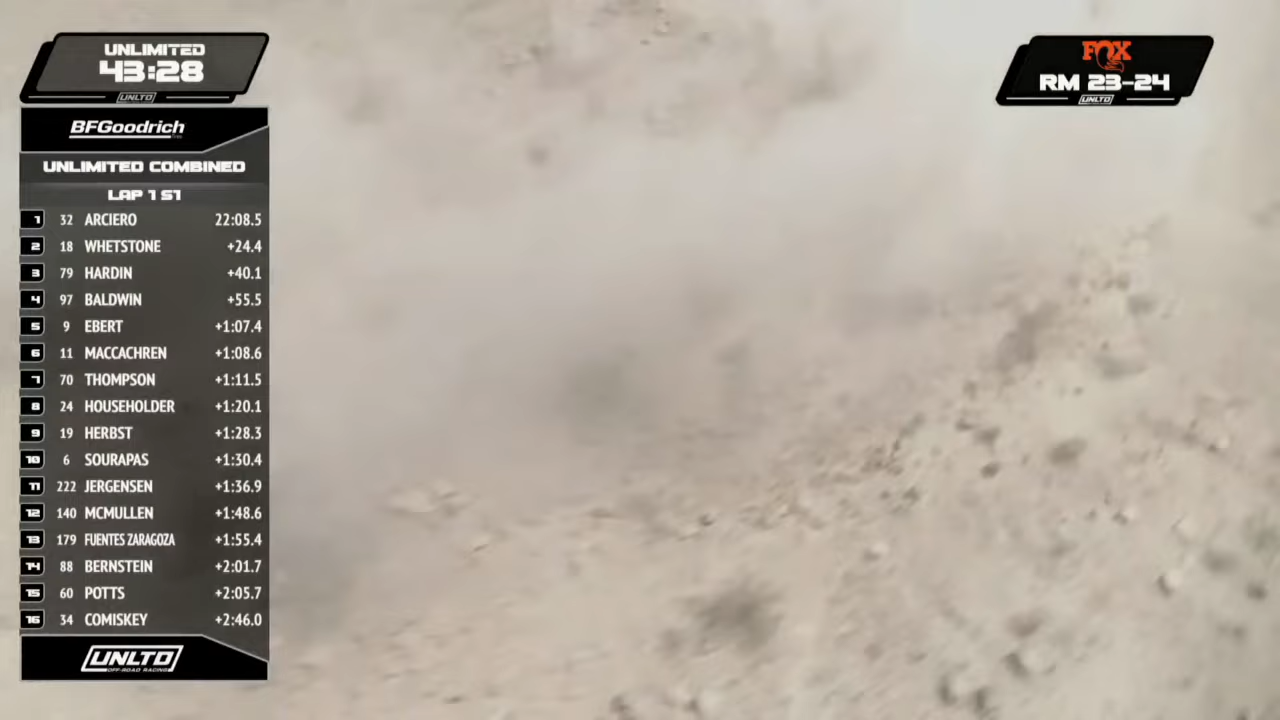 UNLIMITED
43:28
UNLTD
BFGoodrich
UNLIMITED COMBINED
LAP 1 S1
1 32 ARCIERO 22:08.5
2 18 WHETSTONE +24.4
3 79 HARDIN +40.1
4 97 BALDWIN +55.5
5 9 EBERT +1:07.4
6 11 MACCACHREN +1:08.6
7 70 THOMPSON +1:11.5
8 24 HOUSEHOLDER +1:20.1
9 19 HERBST +1:28.3
10 6 SOURAPAS +1:30.4
11 222 JERGENSEN +1:36.9
12 140 MCMULLEN +1:48.6
13 179 FUENTES ZARAGOZA +1:55.4
14 88 BERNSTEIN +2:01.7
15 60 POTTS +2:05.7
16 34 COMISKEY +2:46.0
UNLTD
OFF-ROAD RACING
FOX
RM 23-24
UNLTD